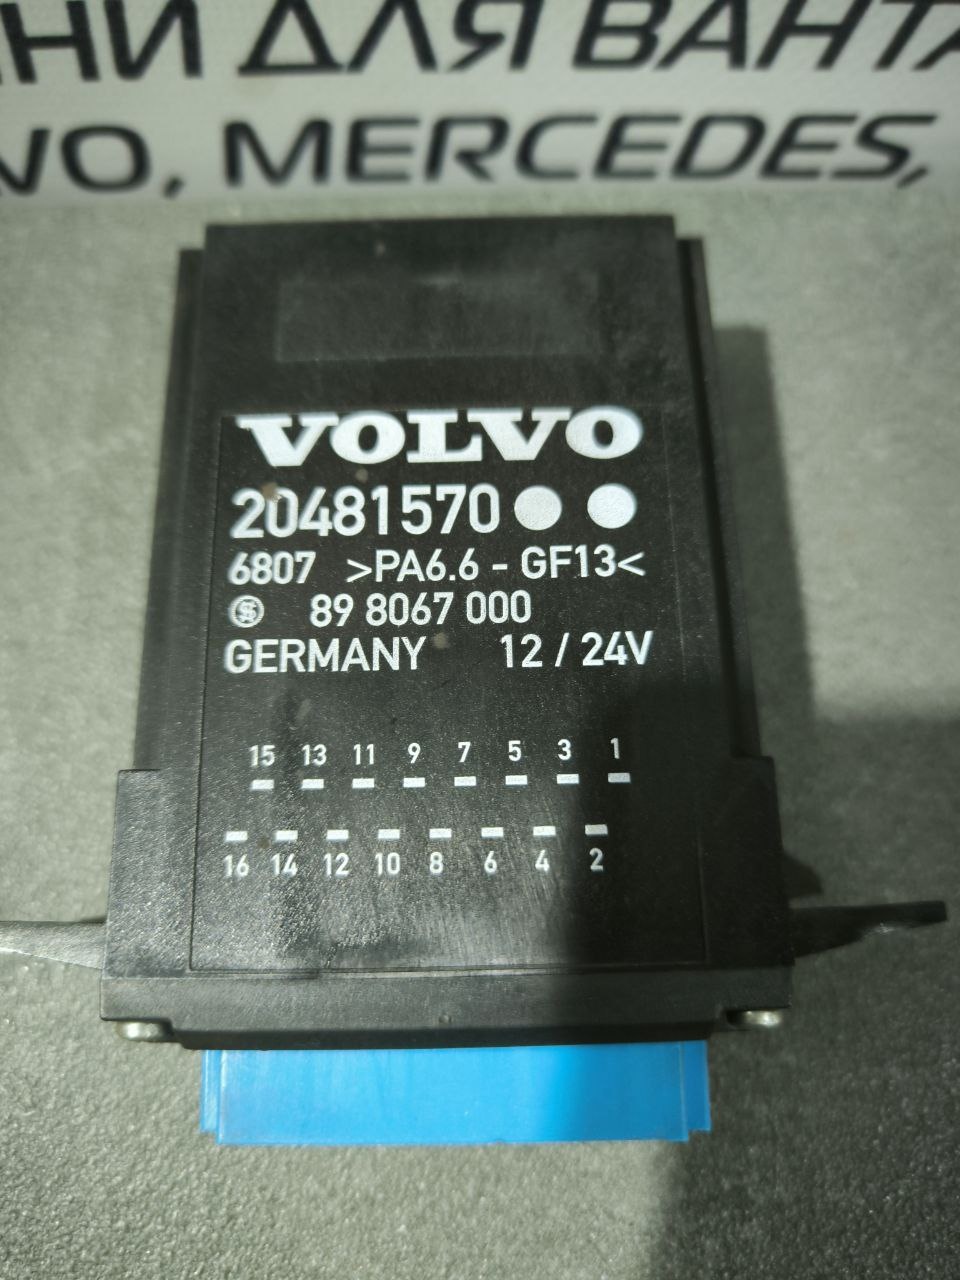 НИ ДЛЯ ВАНТА
VO, MERCEDES,
VOLVO
20481570
6807 >PA6.6 - GF13<
89 8067 000
GERMANY 12 / 24V
15 13 11 9 7 5 3 1
16 14 12 10 8 6 4 2